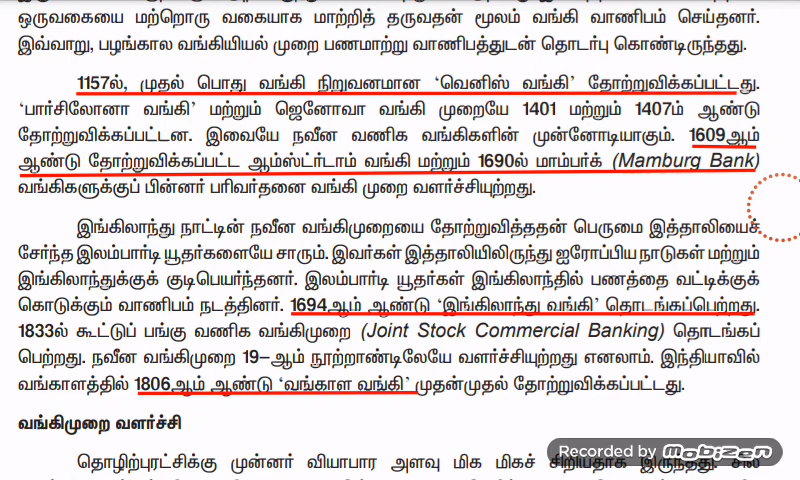 ஒருவகையை மற்றொரு வகையாக மாற்றித் தருவதன் மூலம் வங்கி வாணிபம் செய்தனர்.
இவ்வாறு, பழங்கால வங்கியியல் முறை பணமாற்று வாணிபத்துடன் தொடர்பு கொண்டிருந்தது.
1157ல், முதல் பொது வங்கி நிறுவனமான ‘வெனிஸ் வங்கி’ தோற்றுவிக்கப்பட்டது.
‘பார்சிலோனா வங்கி’ மற்றும் ஜெனோவா வங்கி முறையே 1401 மற்றும் 1407ம் ஆண்டு
தோற்றுவிக்கப்பட்டன. இவையே நவீன வணிக வங்கிகளின் முன்னோடியாகும். 1609ஆம்
ஆண்டு தோற்றுவிக்கப்பட்ட ஆம்ஸ்டர்டாம் வங்கி மற்றும் 1690ல் மாம்பர்க் (Mamburg Bank)
வங்கிகளுக்குப் பின்னர் பரிவர்தனை வங்கி முறை வளர்ச்சியுற்றது.
இங்கிலாந்து நாட்டின் நவீன வங்கிமுறையை தோற்றுவித்ததன் பெருமை இத்தாலியைச்
சேர்ந்த இலம்பார்டி யூதர்களையே சாரும். இவர்கள் இத்தாலியிலிருந்து ஐரோப்பிய நாடுகள் மற்றும்
இங்கிலாந்துக்குக் குடிபெயர்ந்தனர். இலம்பார்டி யூதர்கள் இங்கிலாந்தில் பணத்தை வட்டிக்குக்
கொடுக்கும் வாணிபம் நடத்தினர். 1694ஆம் ஆண்டு ‘இங்கிலாந்து வங்கி’ தொடங்கப்பெற்றது.
1833ல் கூட்டுப் பங்கு வணிக வங்கிமுறை (Joint Stock Commercial Banking) தொடங்கப்
பெற்றது. நவீன வங்கிமுறை 19–ஆம் நூற்றாண்டிலேயே வளர்ச்சியுற்றது எனலாம். இந்தியாவில்
வங்காளத்தில் 1806ஆம் ஆண்டு ‘வங்காள வங்கி’ முதன்முதல் தோற்றுவிக்கப்பட்டது.
வங்கிமுறை வளர்ச்சி
தொழிற்புரட்சிக்கு முன்னர் வியாபார அளவு மிக மிகச் சிறியதாக இருந்தது. சில
Recorded by MOBIZEN